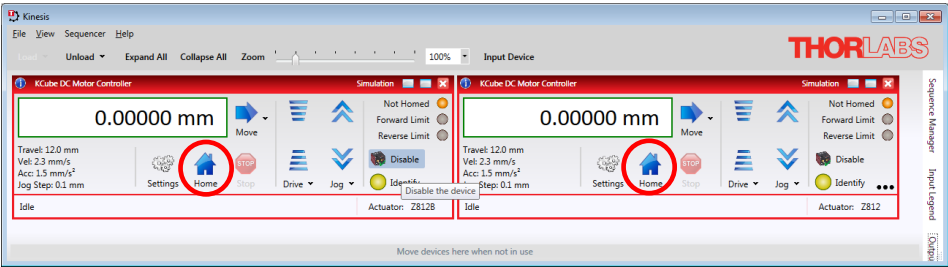 Kinesis
File View Sequencer Help
THORLABS
Load Unload Expand All Collapse All Zoom 100% Input Device
KCube DC Motor Controller Simulation
0.00000 mm
Move
Not Homed
Forward Limit
Reverse Limit
Travel: 12.0 mm
Vel: 2.3 mm/s
Acc: 1.5 mm/s²
Jog Step: 0.1 mm
Settings Home Stop Drive Jog
Disable
Identify
Disable the device
Idle Actuator: Z812B
KCube DC Motor Controller Simulation
0.00000 mm
Move
Not Homed
Forward Limit
Reverse Limit
Travel: 12.0 mm
Vel: 2.3 mm/s
Acc: 1.5 mm/s²
Step: 0.1 mm
Settings Home Stop Drive Jog
STOP
STOP
Disable
Identify
Idle Actuator: Z812
Move devices here when not in use
Sequence Manager
Input Legend
Outpu